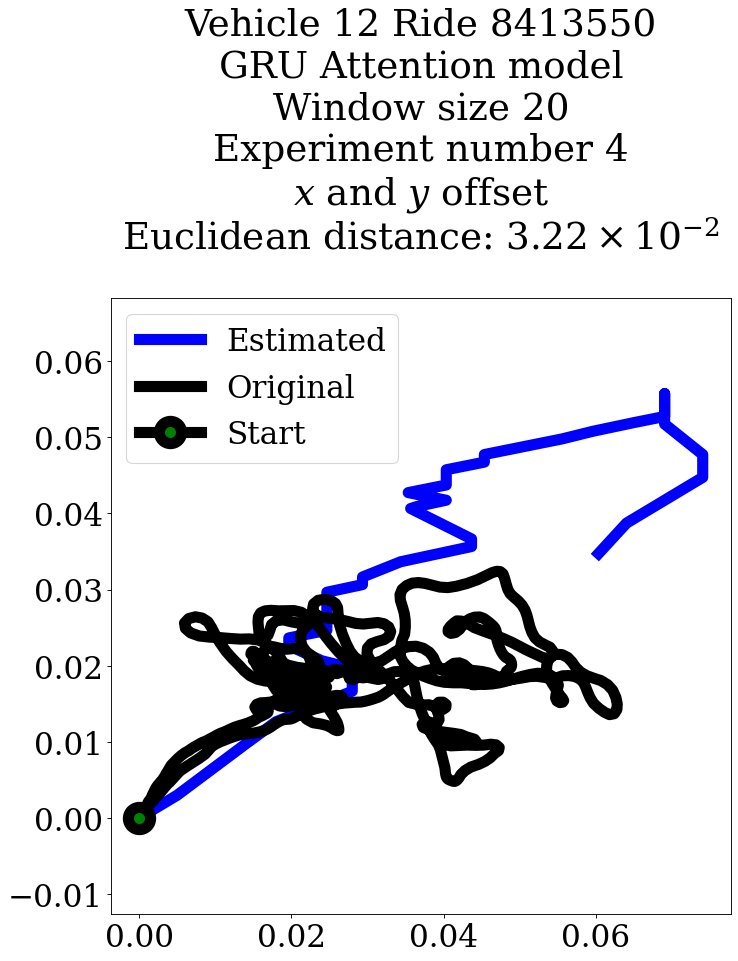 Vehicle 12 Ride 8413550
GRU Attention model
Window size 20
Experiment number 4
x and y offset
Euclidean distance: 3.22 × 10⁻²
Estimated
Original
Start
0.06
0.05
0.04
0.03
0.02
0.01
0.00
−0.01
0.00 0.02 0.04 0.06